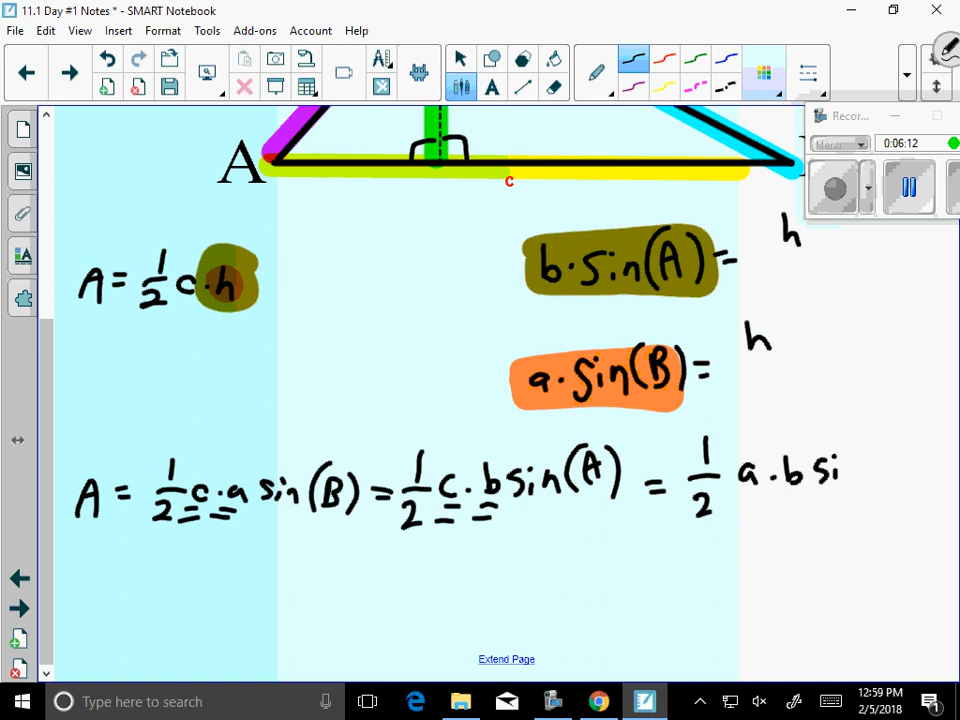 11.1 Day #1 Notes * - SMART Notebook
File Edit View Insert Format Tools Add-ons Account Help
Recor...
Menu 0:06:12
A
c
h
b·sin(A)=
A = 1/2 c·h
h
a·sin(B)=
A = 1/2 c·a sin(B) = 1/2 c·b sin(A) = 1/2 a·b si
Extend Page
Type here to search
12:59 PM
2/5/2018
1